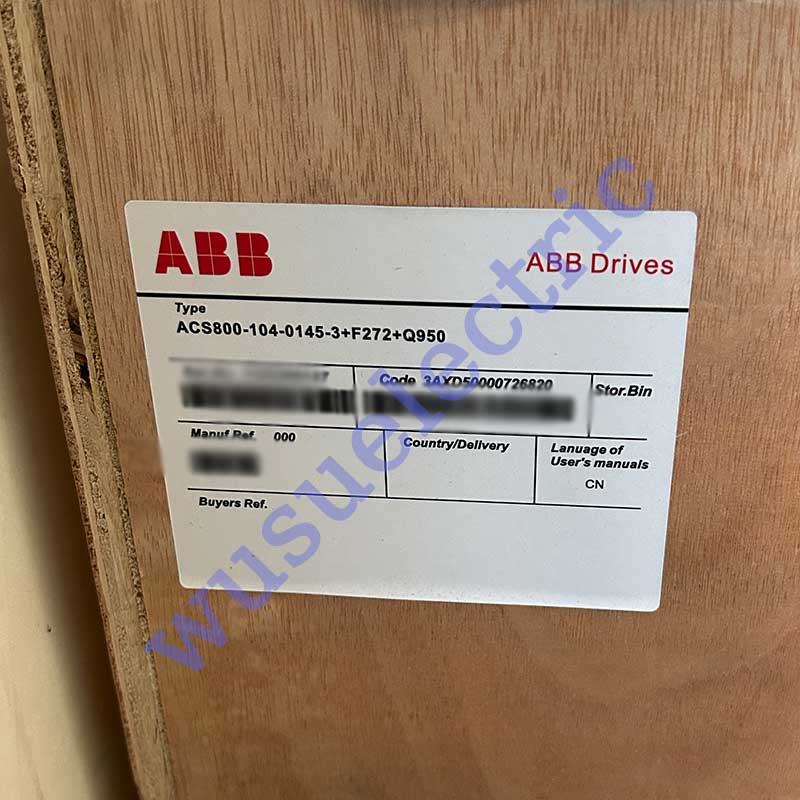 ABB
ABB Drives
Type
ACS800-104-0145-3+F272+Q950
Code 3AXD50000726820
Stor.Bin
Manuf Ref. 000
Country/Delivery
Lanuage of
User's manuals
CN
Buyers Ref.
wusuelectric